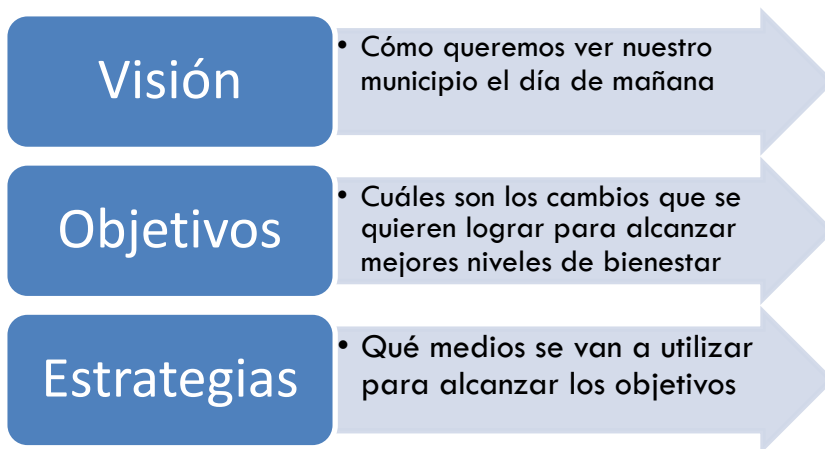 Visión
• Cómo queremos ver nuestro
municipio el día de mañana
Objetivos
• Cuáles son los cambios que se
quieren lograr para alcanzar
mejores niveles de bienestar
Estrategias
• Qué medios se van a utilizar
para alcanzar los objetivos